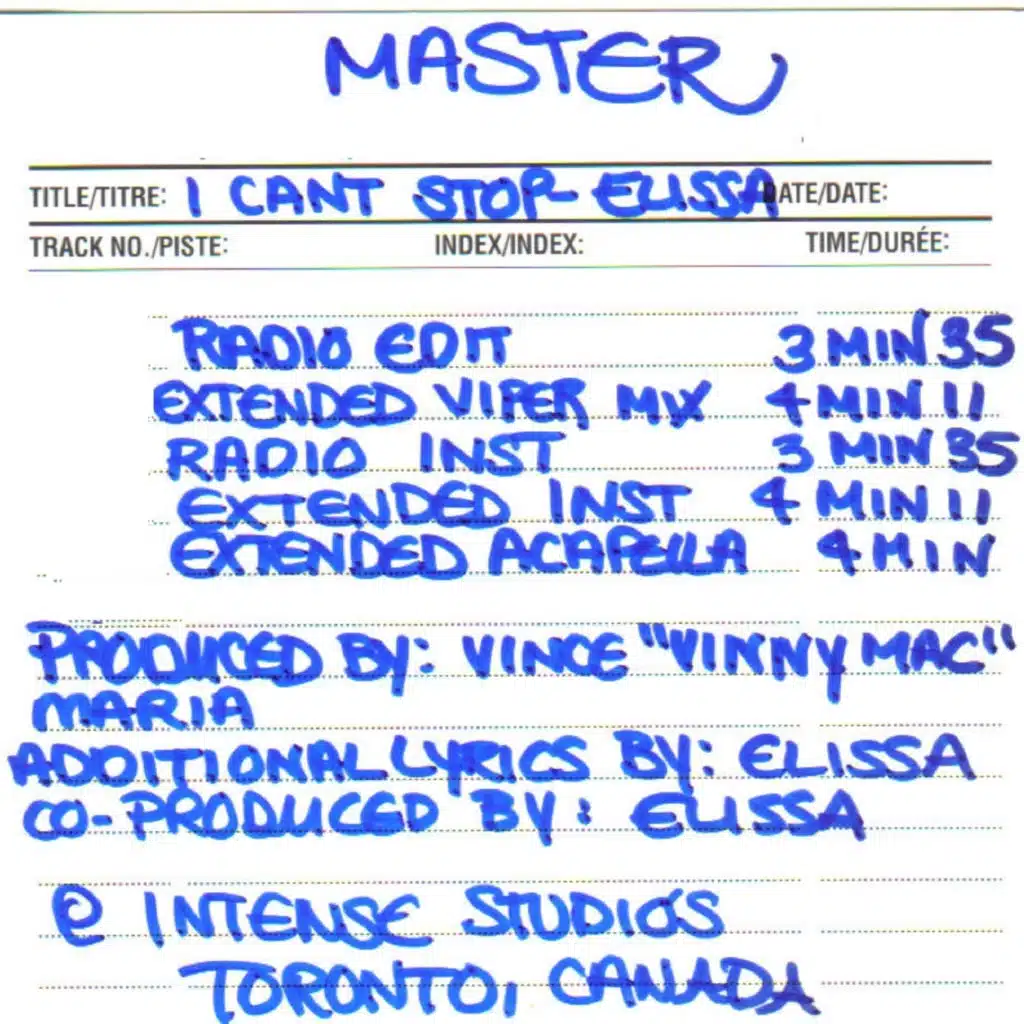 MASTER
TITLE/TITRE: I CANT STOP ELISSA DATE/DATE:
TRACK NO./PISTE: INDEX/INDEX: TIME/DURÉE:
RADIO EDIT 3 MIN 35
EXTENDED VIPER MIX 4 MIN 11
RADIO INST 3 MIN 35
EXTENDED INST 4 MIN 11
EXTENDED ACAPELLA 4 MIN
PRODUCED BY: VINCE "VINNY MAC"
MARIA
ADDITIONAL LYRICS BY: ELISSA
CO-PRODUCED BY: ELISSA
@ INTENSE STUDIO'S
TORONTO, CANADA